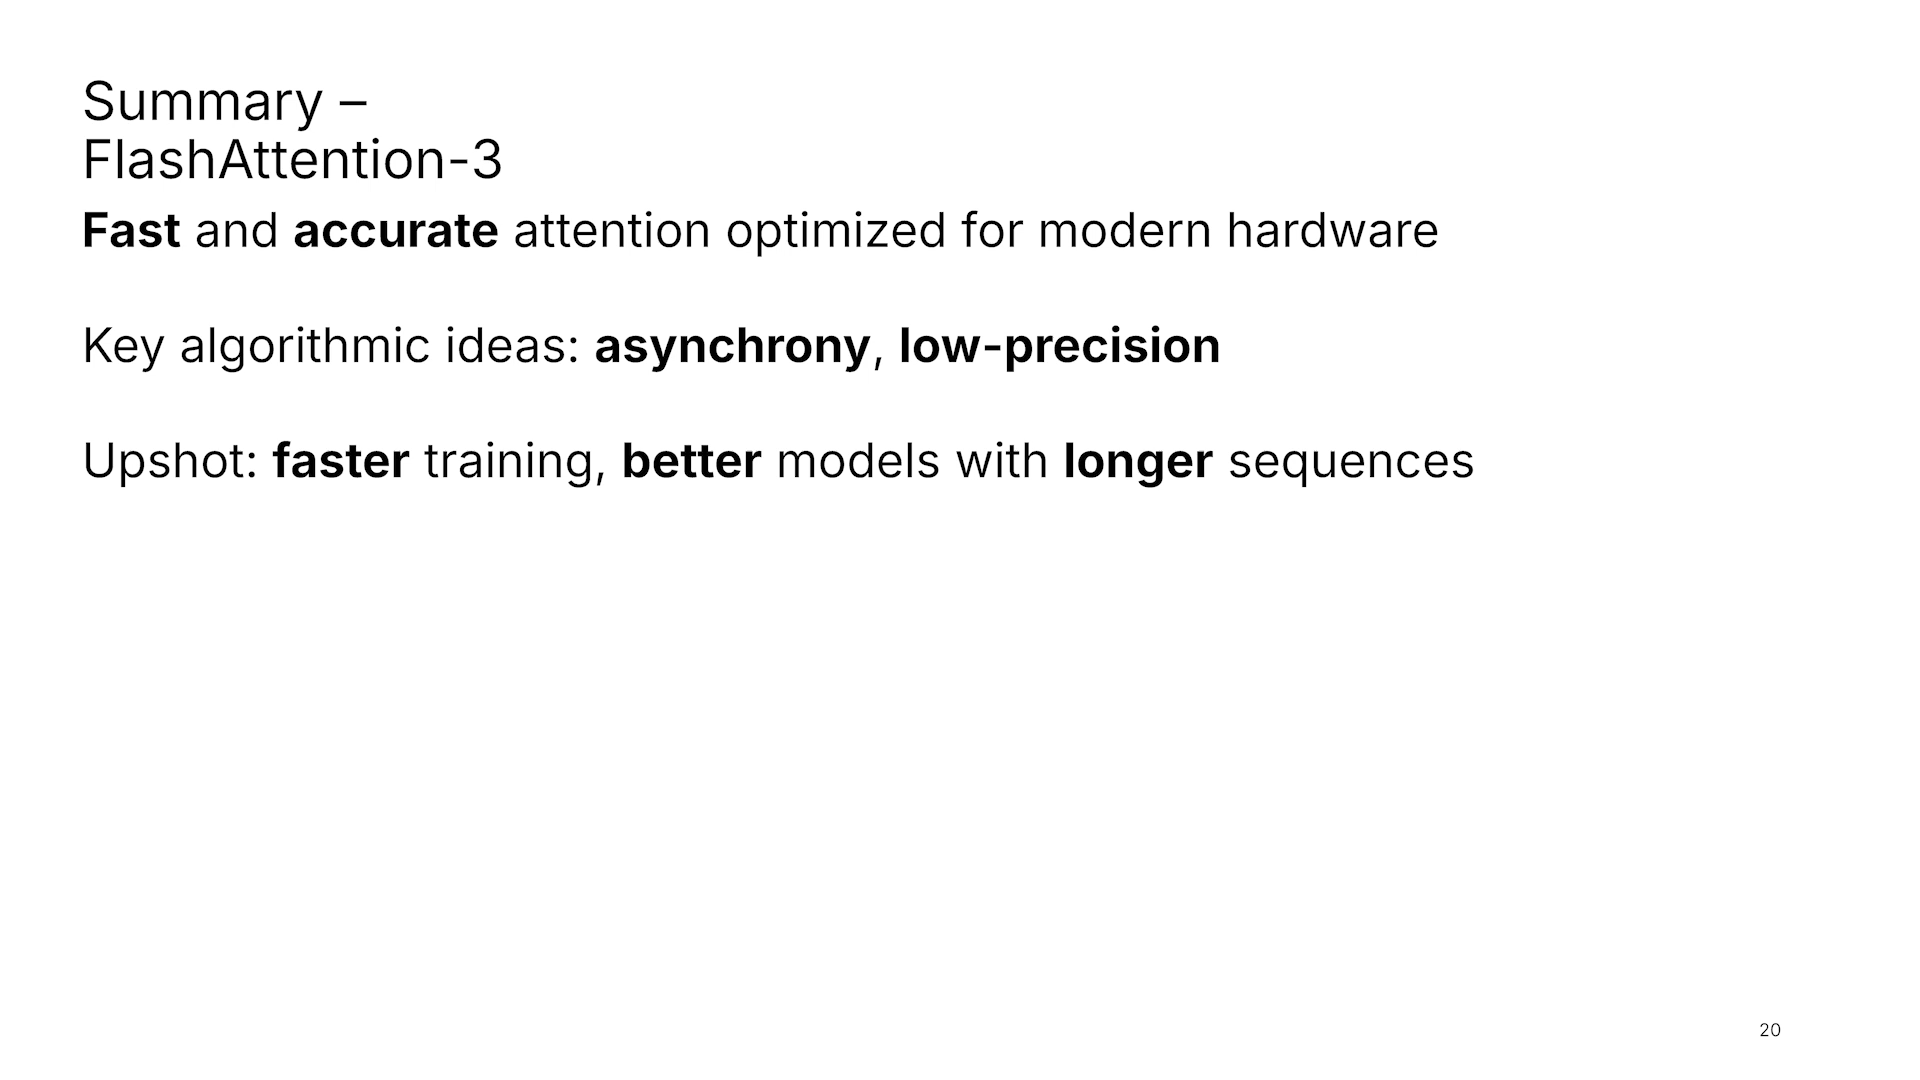 Summary –
FlashAttention-3
Fast and accurate attention optimized for modern hardware
Key algorithmic ideas: asynchrony, low-precision
Upshot: faster training, better models with longer sequences
20